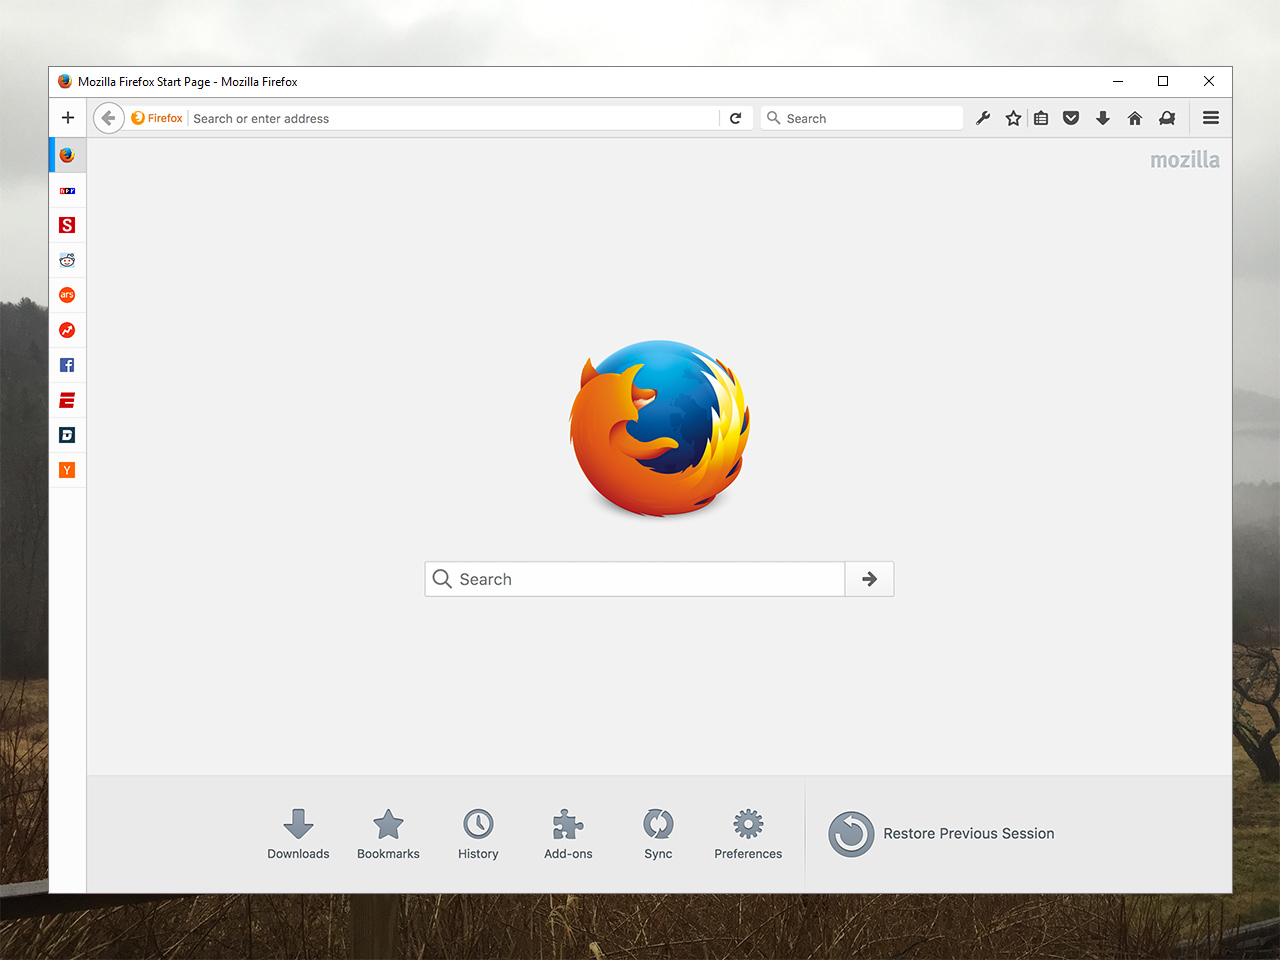 Mozilla Firefox Start Page - Mozilla Firefox
Firefox
Search or enter address
Search
mozilla
npr
S
ars
f
E
D
Y
Search
Downloads
Bookmarks
History
Add-ons
Sync
Preferences
Restore Previous Session